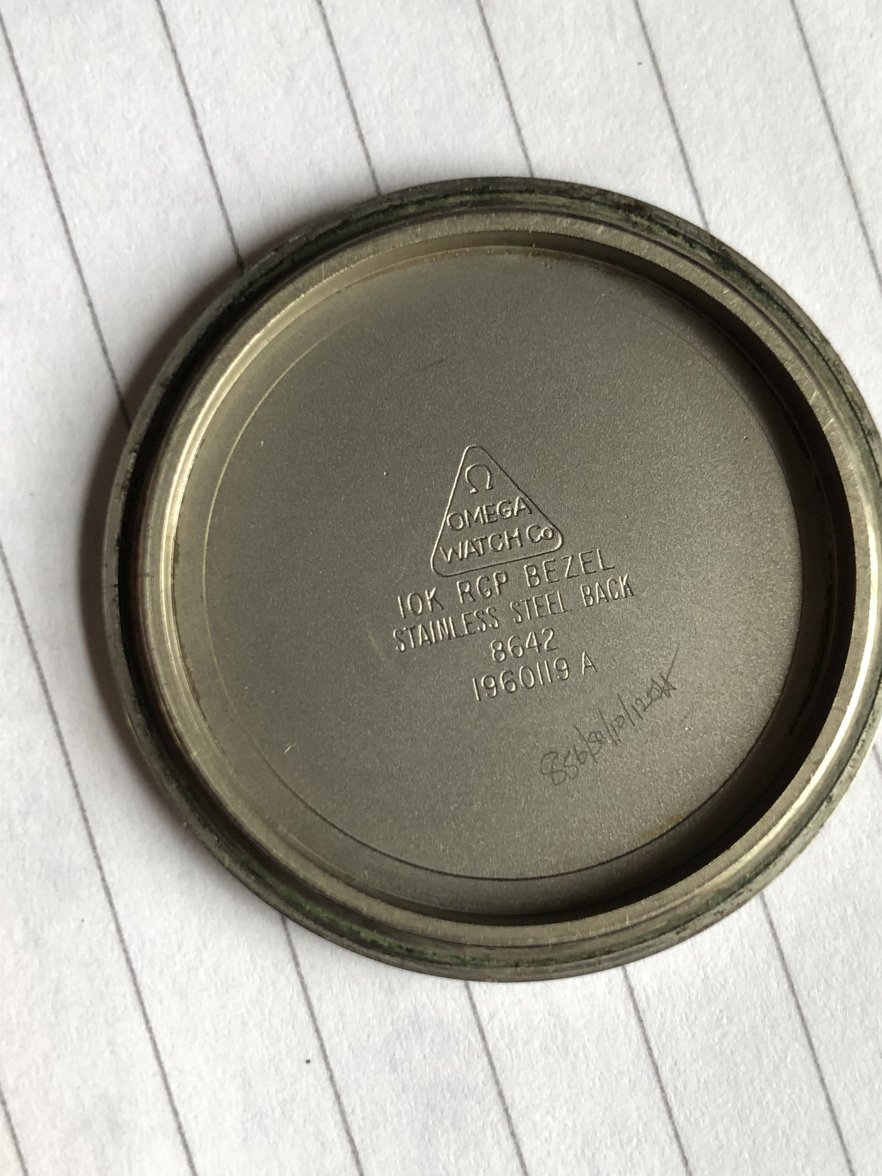 Ω
OMEGA
WATCH Co
10K RGP BEZEL
STAINLESS STEEL BACK
8642
1960119 A